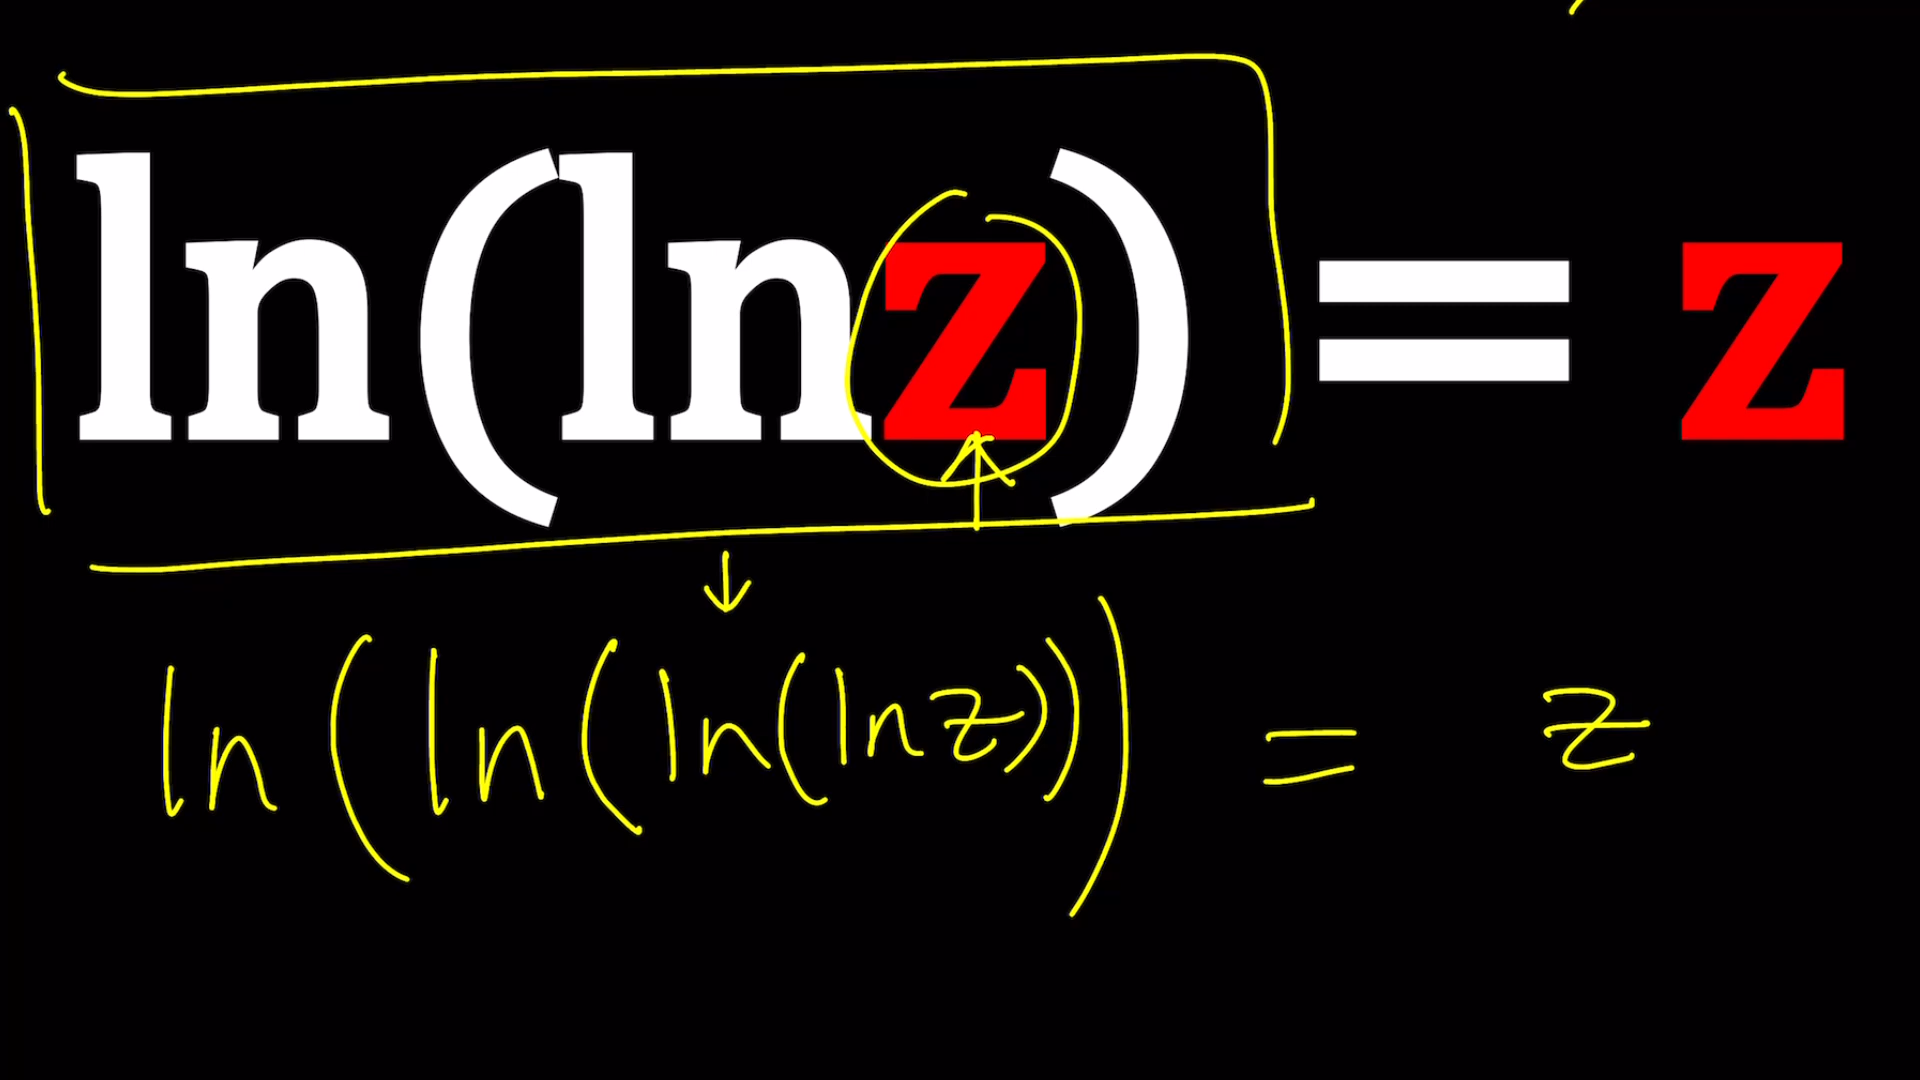 ln(lnz) = z
ln(ln(ln(lnz))) = z